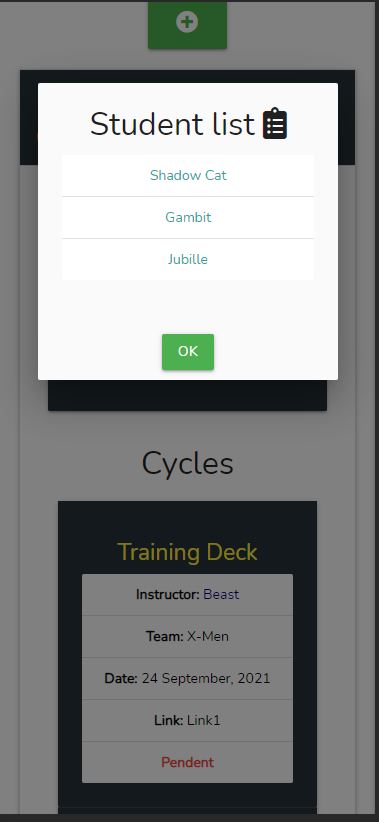 Student list
Shadow Cat
Gambit
Jubille
OK
Cycles
Training Deck
Instructor: Beast
Team: X-Men
Date: 24 September, 2021
Link: Link1
Pendent